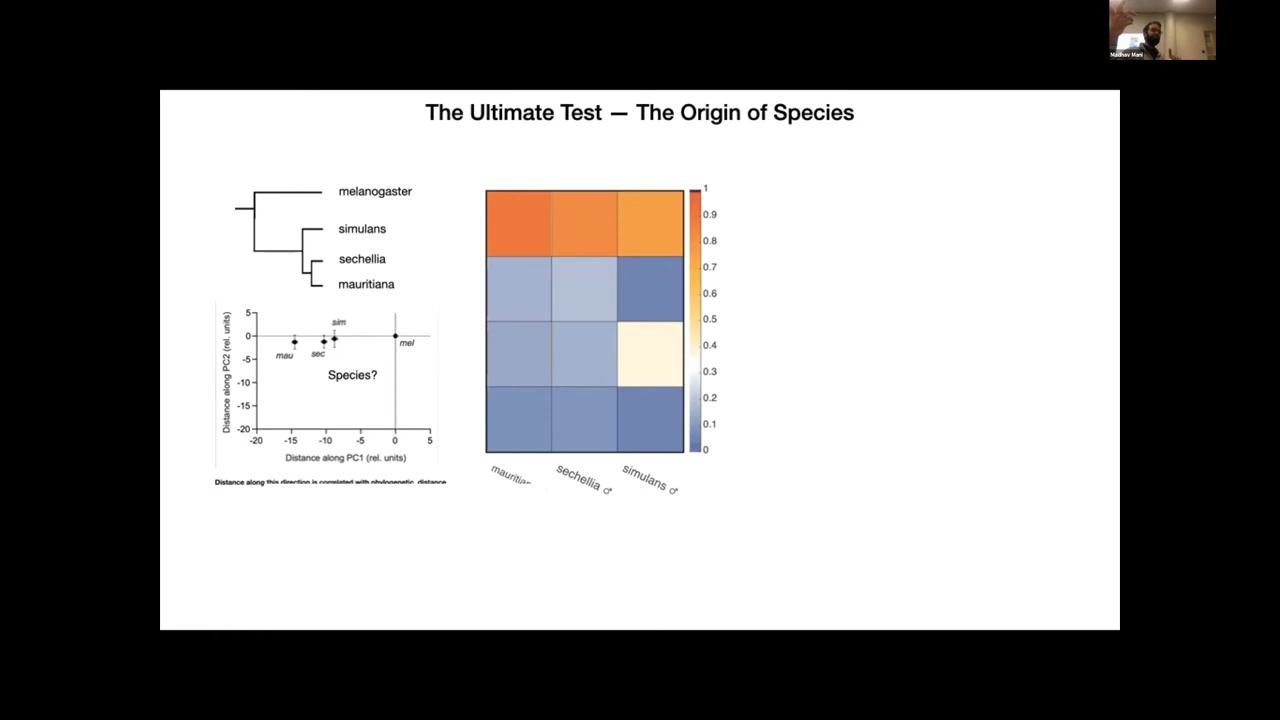 Madhav Mani
The Ultimate Test — The Origin of Species
melanogaster
simulans
sechellia
mauritiana
Distance along PC2 (rel. units)
5
0
-5
-10
-15
-20
sim
mau
sec
mel
Species?
-20
-15
-10
-5
0
5
Distance along PC1 (rel. units)
Distance along this direction is correlated with phylogenetic distance
1
0.9
0.8
0.7
0.6
0.5
0.4
0.3
0.2
0.1
0
sechellia ♂
simulans ♂